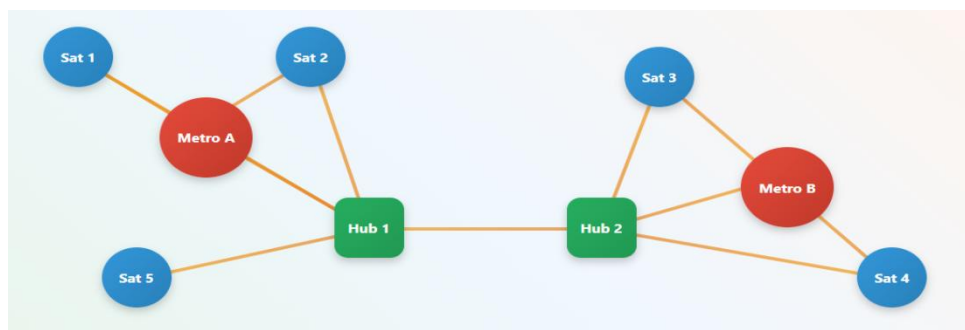 Sat 1
Sat 2
Sat 3
Metro A
Metro B
Hub 1
Hub 2
Sat 5
Sat 4